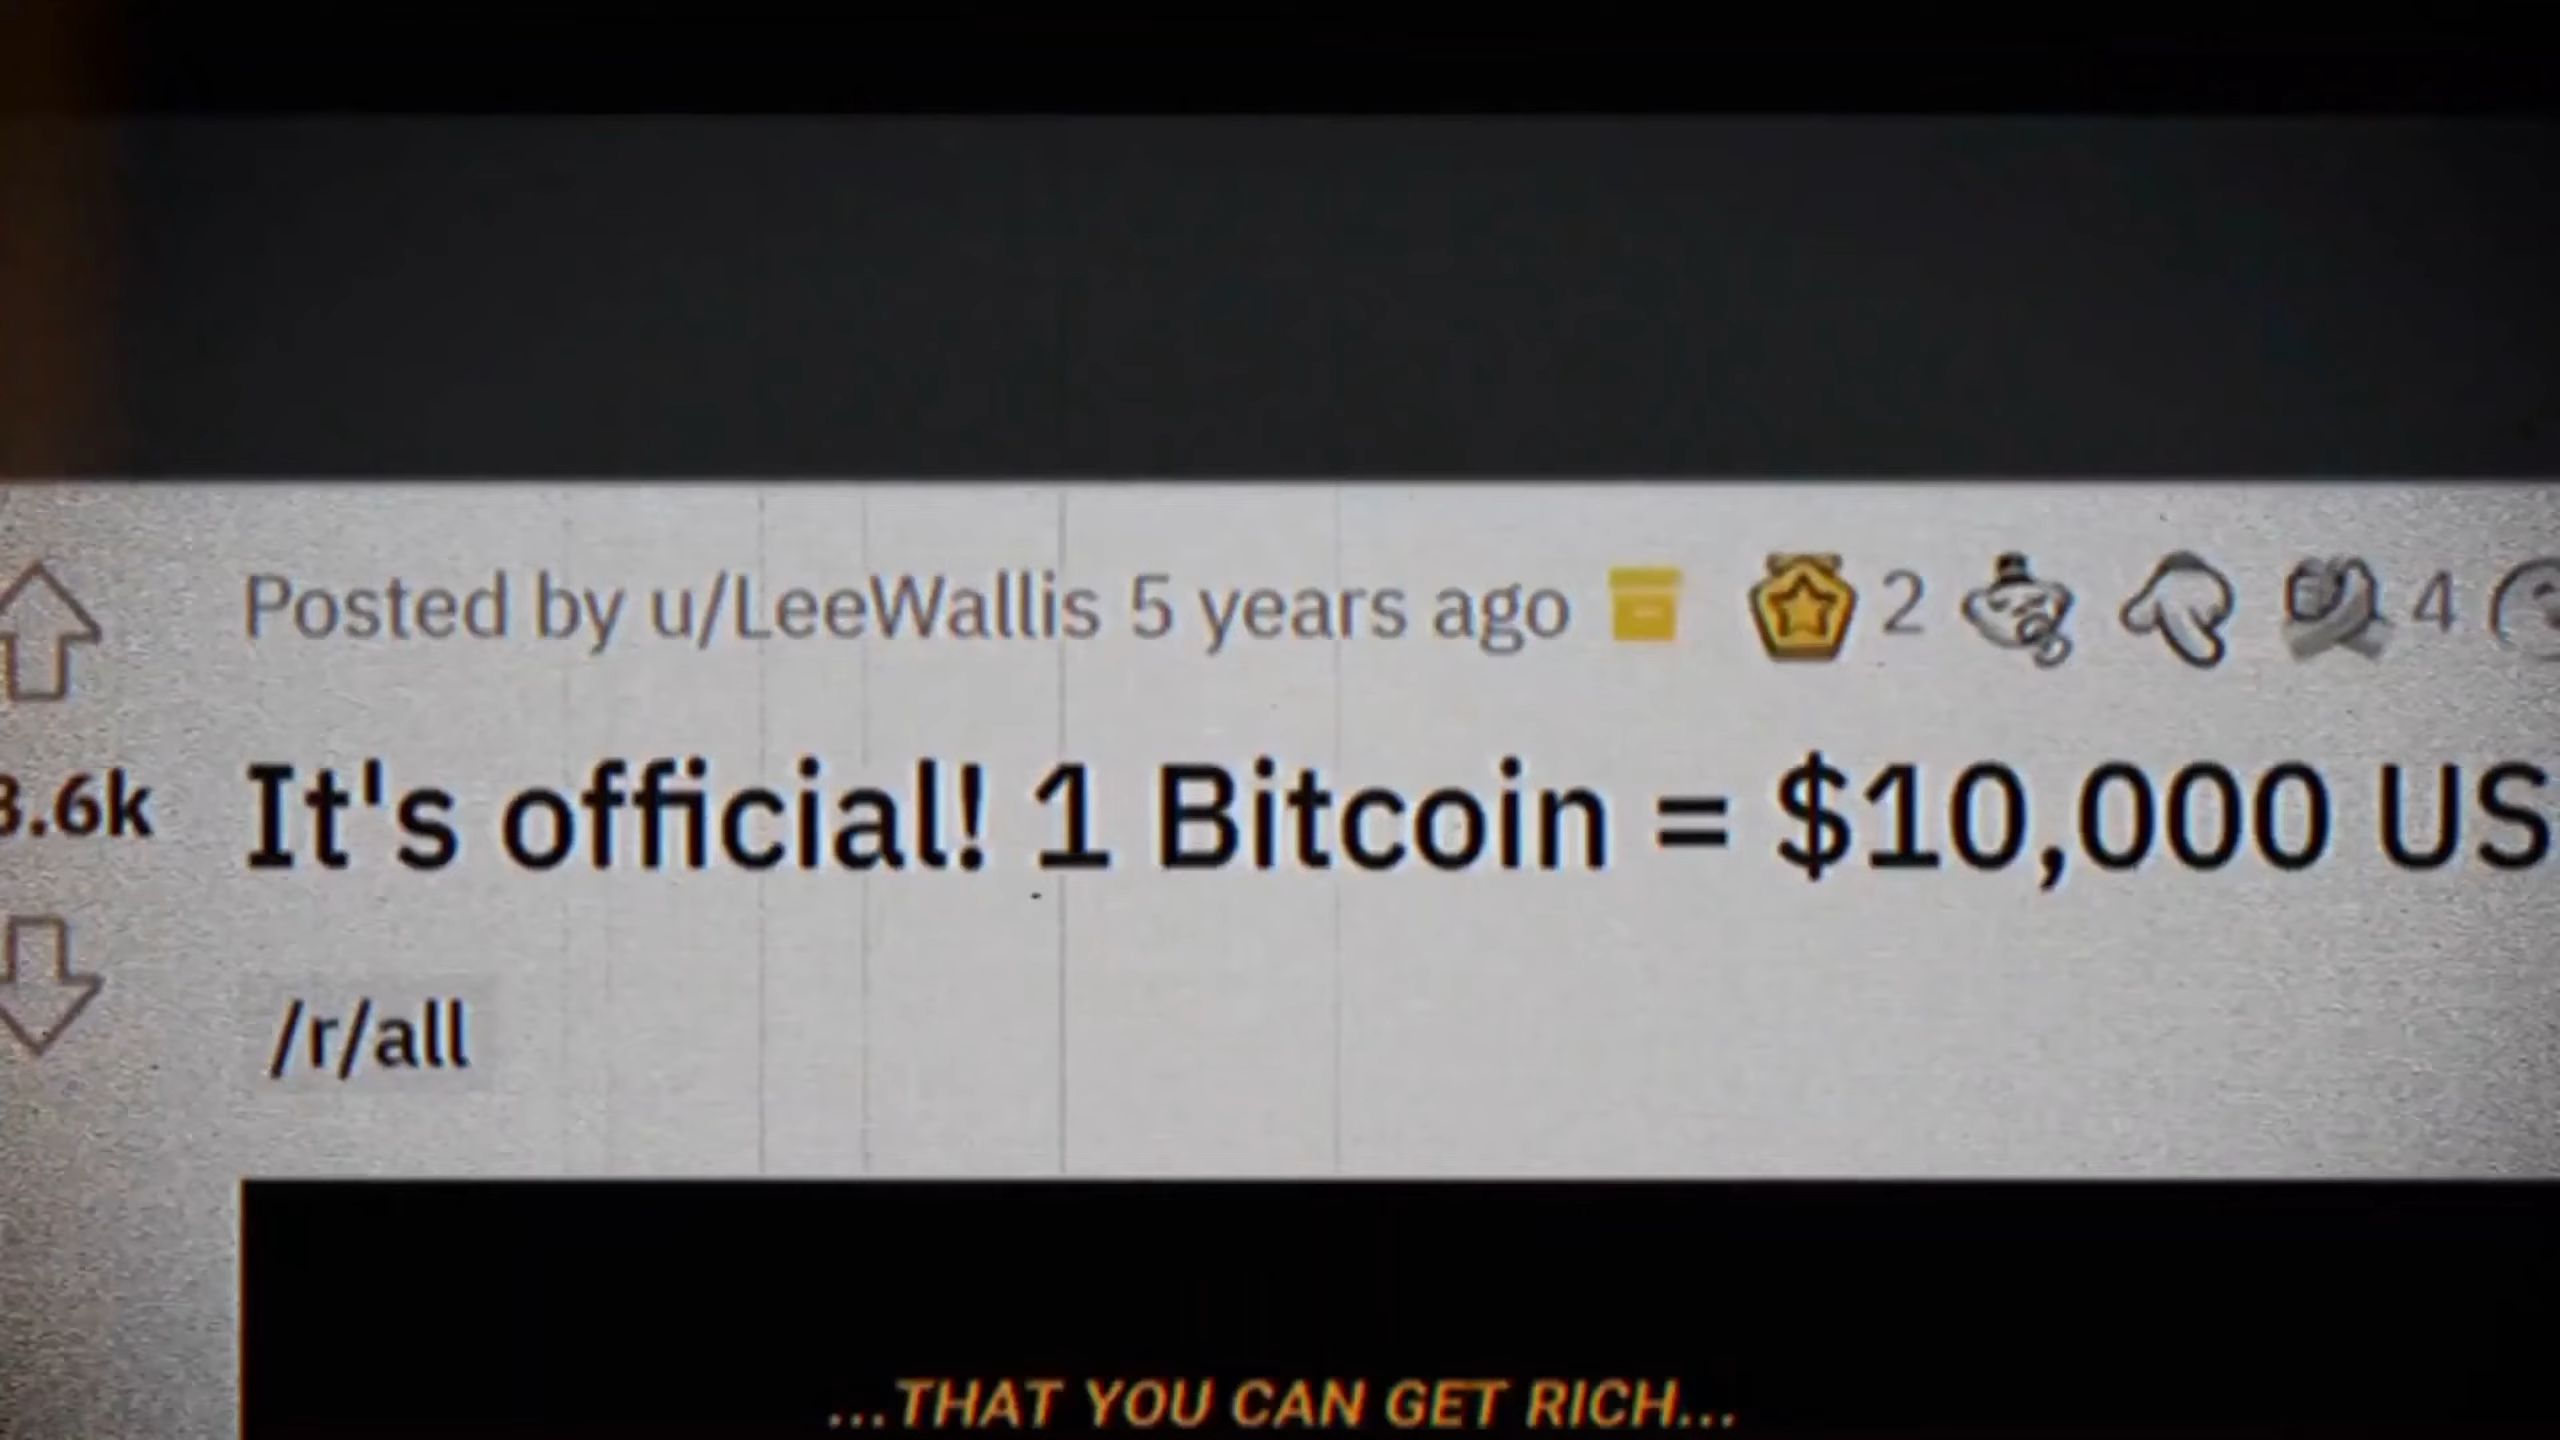 Posted by u/LeeWallis 5 years ago 2 4
.6k
It's official! 1 Bitcoin = $10,000 US
/r/all
...THAT YOU CAN GET RICH...